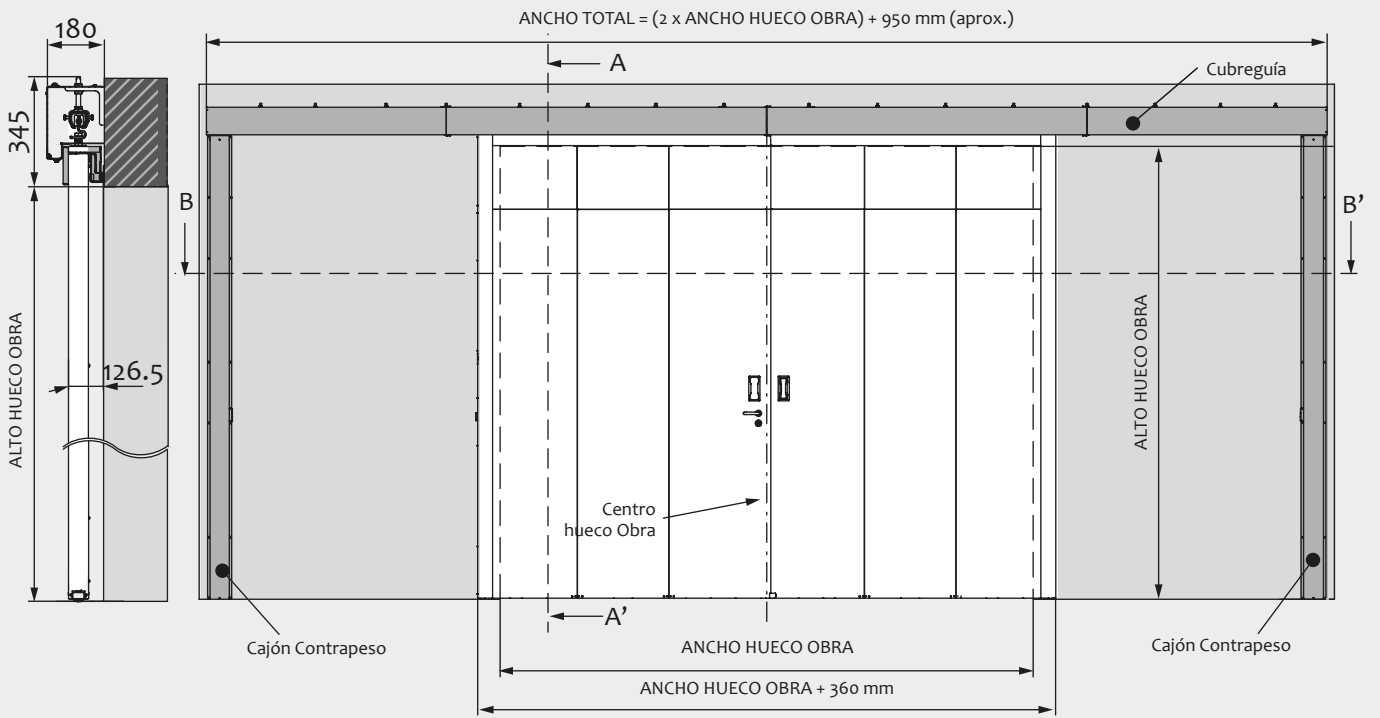 ANCHO TOTAL = (2 x ANCHO HUECO OBRA) + 950 mm (aprox.)
180
A
Cubreguía
345
B
B’
ALTO HUECO OBRA
126.5
ALTO HUECO OBRA
Centro
hueco Obra
A’
Cajón Contrapeso
ANCHO HUECO OBRA
Cajón Contrapeso
ANCHO HUECO OBRA + 360 mm